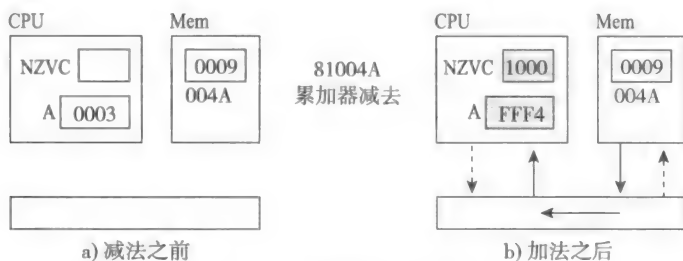 CPU
Mem
NZVC
0009
004A
A 0003
a) 减法之前
81004A
累加器减去
CPU
Mem
NZVC 1000
0009
004A
A FFF4
b) 加法之后